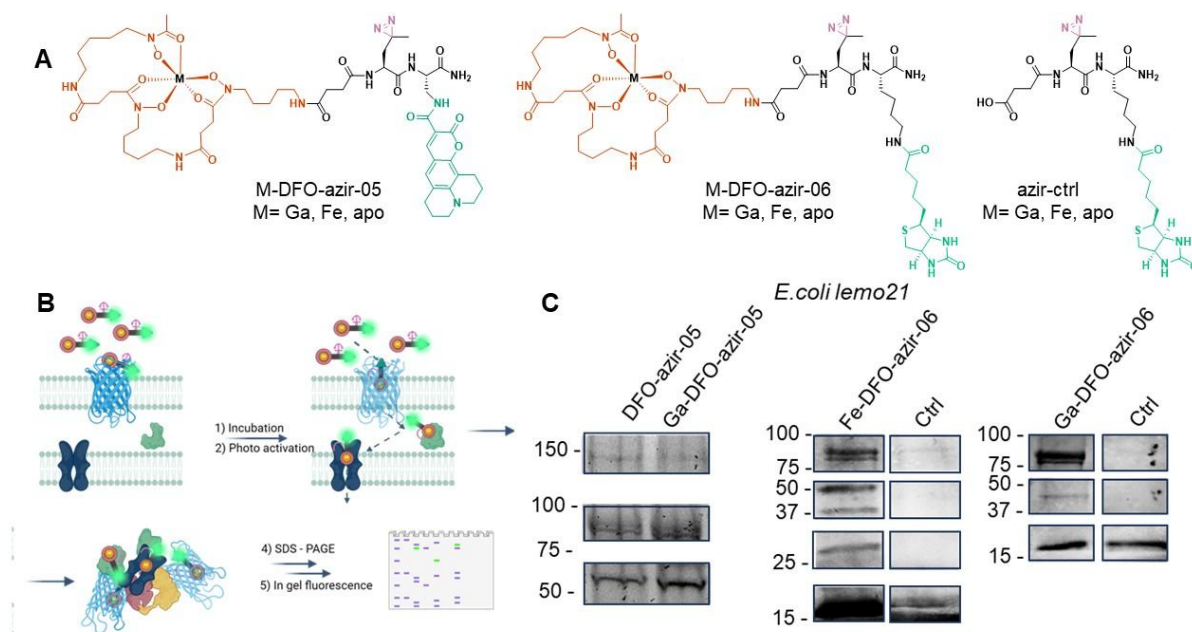 A
M-DFO-azir-05
M= Ga, Fe, apo
M-DFO-azir-06
M= Ga, Fe, apo
azir-ctrl
M= Ga, Fe, apo
B
1) Incubation
2) Photo activation
4) SDS - PAGE
5) In gel fluorescence
C
E.coli lemo21
DFO-azir-05
Ga-DFO-azir-05
150 -
100 -
75 -
50 -
Fe-DFO-azir-06
Ctrl
100 -
75 -
50 -
37 -
25 -
15 -
Ga-DFO-azir-06
Ctrl
100 -
75 -
50 -
37 -
15 -